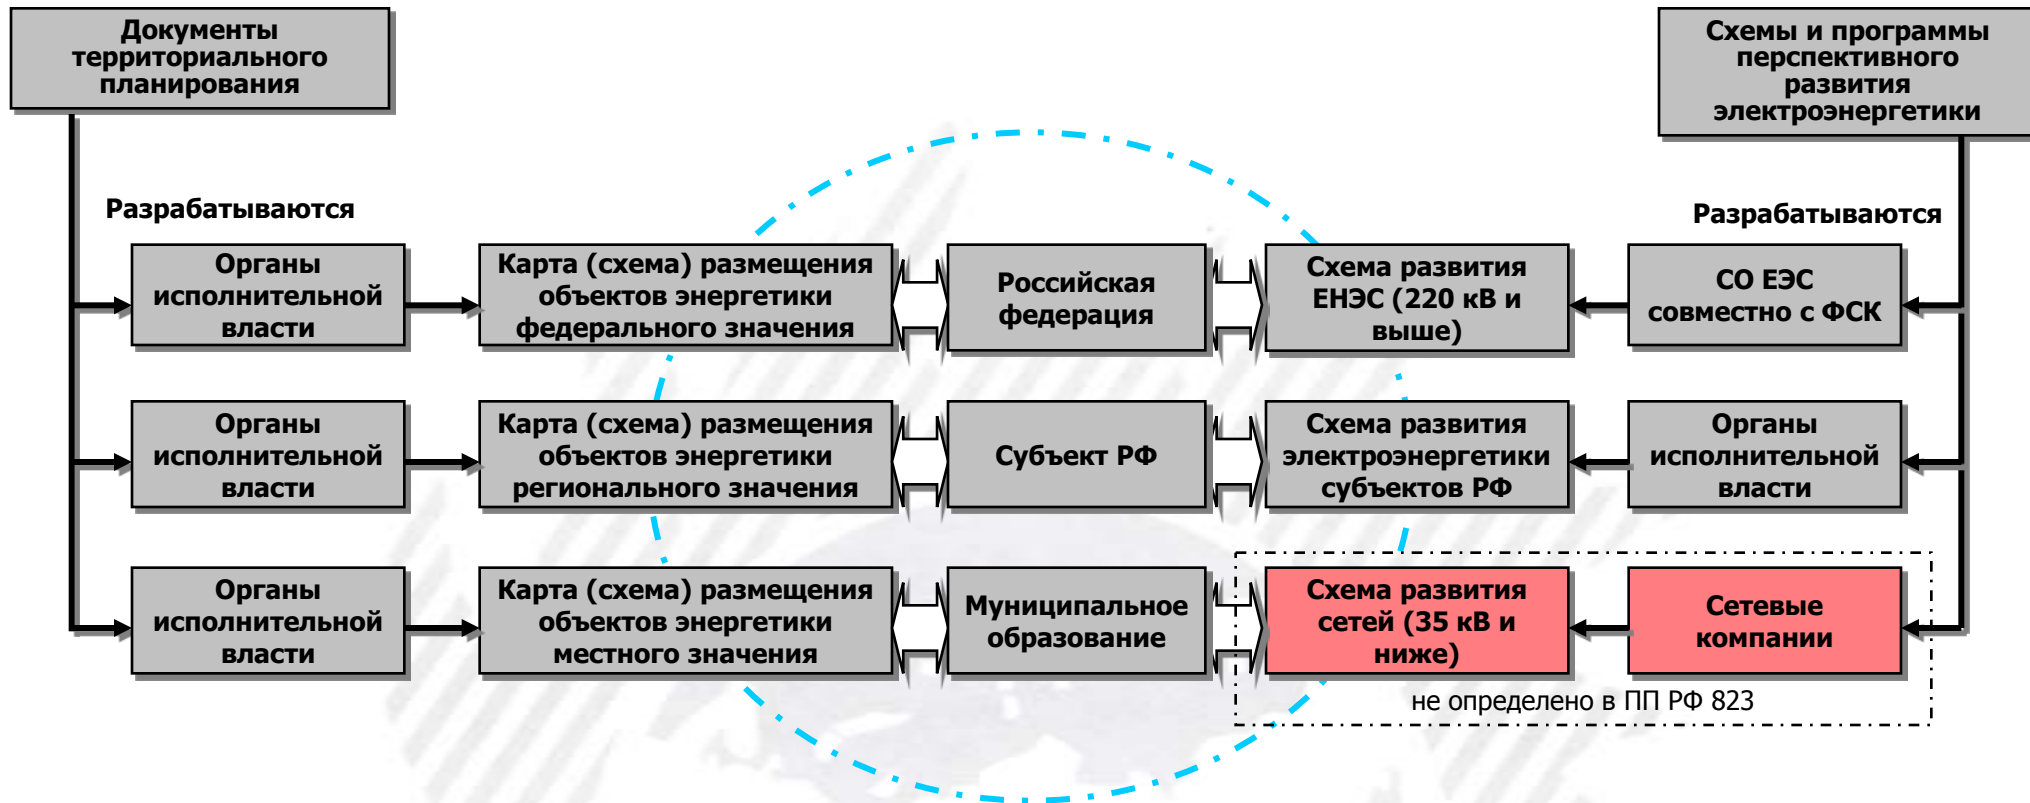 Документы
территориального
планирования
Схемы и программы
перспективного
развития
электроэнергетики
Разрабатываются
Разрабатываются
Органы
исполнительной
власти
Карта (схема) размещения
объектов энергетики
федерального значения
Российская
федерация
Схема развития
ЕНЭС (220 кВ и
выше)
СО ЕЭС
совместно с ФСК
Органы
исполнительной
власти
Карта (схема) размещения
объектов энергетики
регионального значения
Субъект РФ
Схема развития
электроэнергетики
субъектов РФ
Органы
исполнительной
власти
Органы
исполнительной
власти
Карта (схема) размещения
объектов энергетики
местного значения
Муниципальное
образование
Схема развития
сетей (35 кВ и
ниже)
Сетевые
компании
не определено в ПП РФ 823